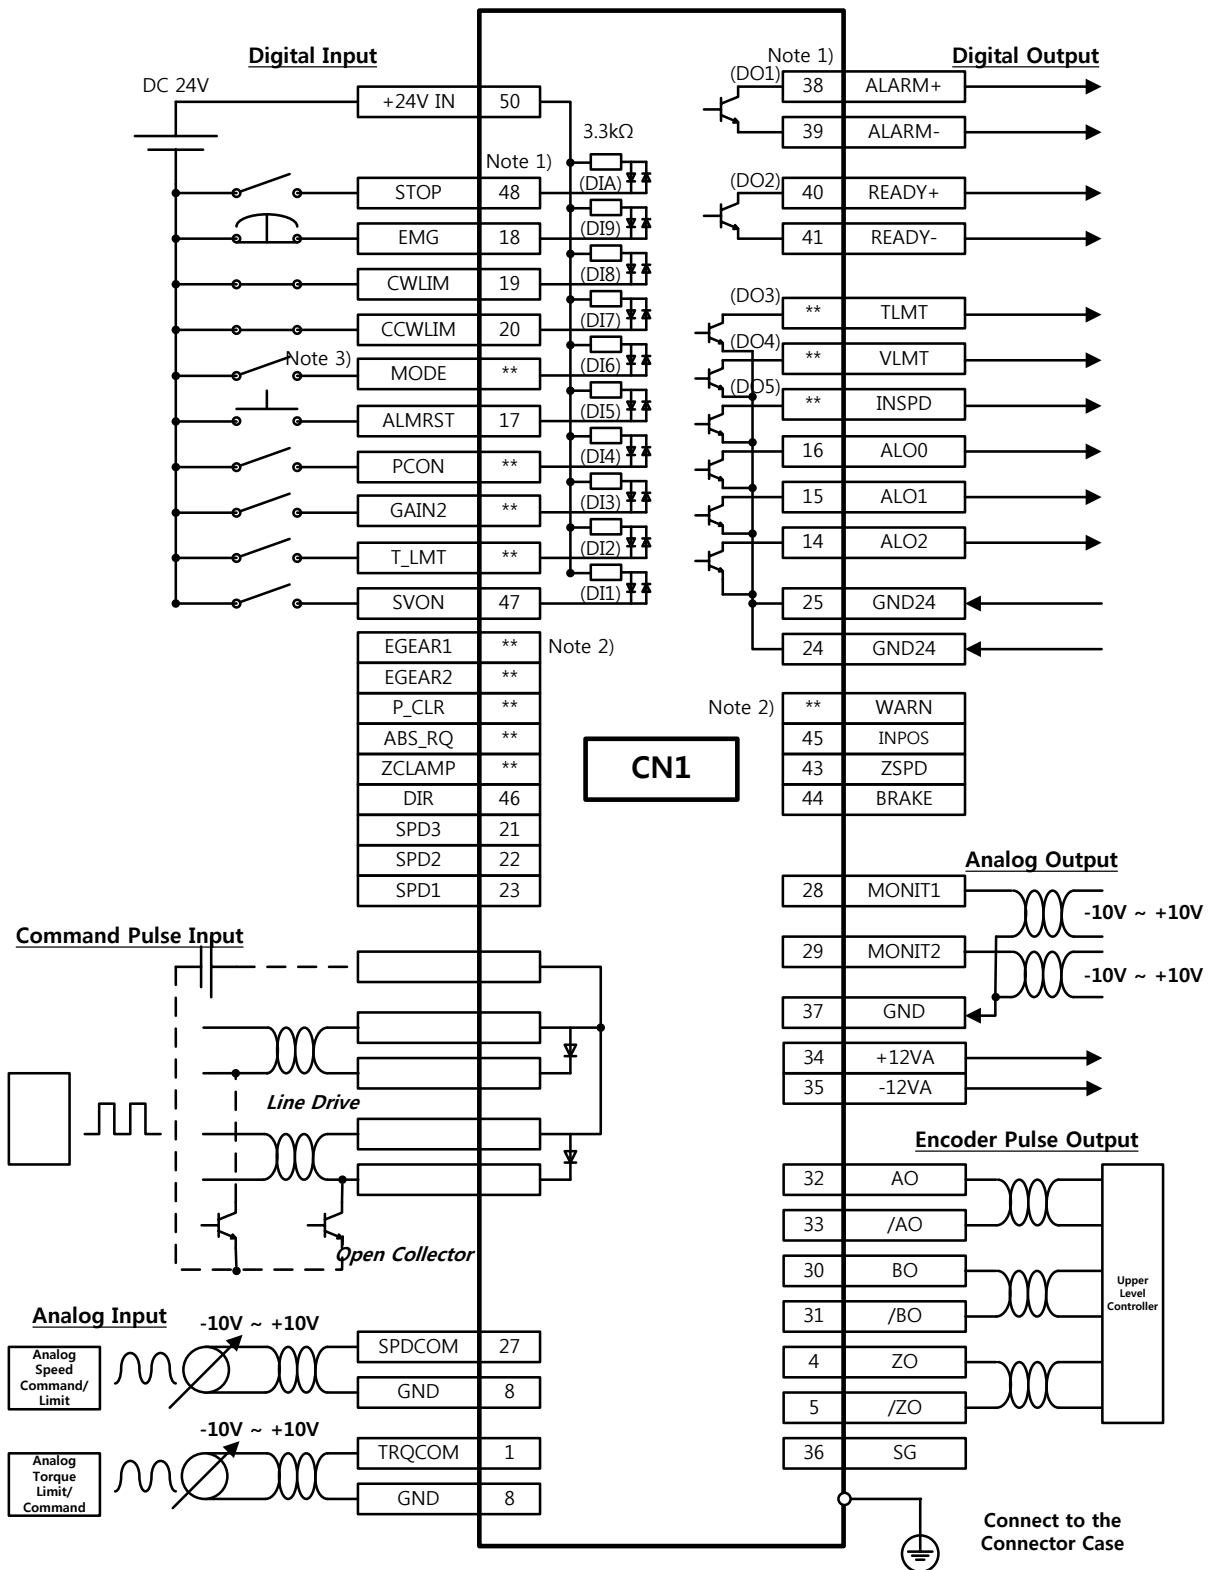 Digital Input
DC 24V
+24V IN 50
3.3kΩ
Note 1)
STOP 48 (DIA)
EMG 18 (DI9)
CWLIM 19 (DI8)
CCWLIM 20 (DI7)
Note 3)
MODE ** (DI6)
ALMRST 17 (DI5)
PCON ** (DI4)
GAIN2 ** (DI3)
T_LMT ** (DI2)
SVON 47 (DI1)
EGEAR1 ** Note 2)
EGEAR2 **
P_CLR **
ABS_RQ **
ZCLAMP **
DIR 46
SPD3 21
SPD2 22
SPD1 23
Note 1)
Digital Output
(DO1) 38 ALARM+
39 ALARM-
(DO2) 40 READY+
41 READY-
(DO3) ** TLMT
(DO4) ** VLMT
(DO5) ** INSPD
16 ALO0
15 ALO1
14 ALO2
25 GND24
24 GND24
Note 2) ** WARN
45 INPOS
43 ZSPD
44 BRAKE
CN1
Analog Output
28 MONIT1
-10V ~ +10V
29 MONIT2
-10V ~ +10V
37 GND
34 +12VA
35 -12VA
Command Pulse Input
Line Drive
Open Collector
Encoder Pulse Output
32 AO
33 /AO
30 BO
31 /BO
4 ZO
5 /ZO
36 SG
Upper
Level
Controller
Analog Input
-10V ~ +10V
Analog
Speed
Command/
Limit
SPDCOM 27
GND 8
-10V ~ +10V
Analog
Torque
Limit/
Command
TRQCOM 1
GND 8
Connect to the
Connector Case